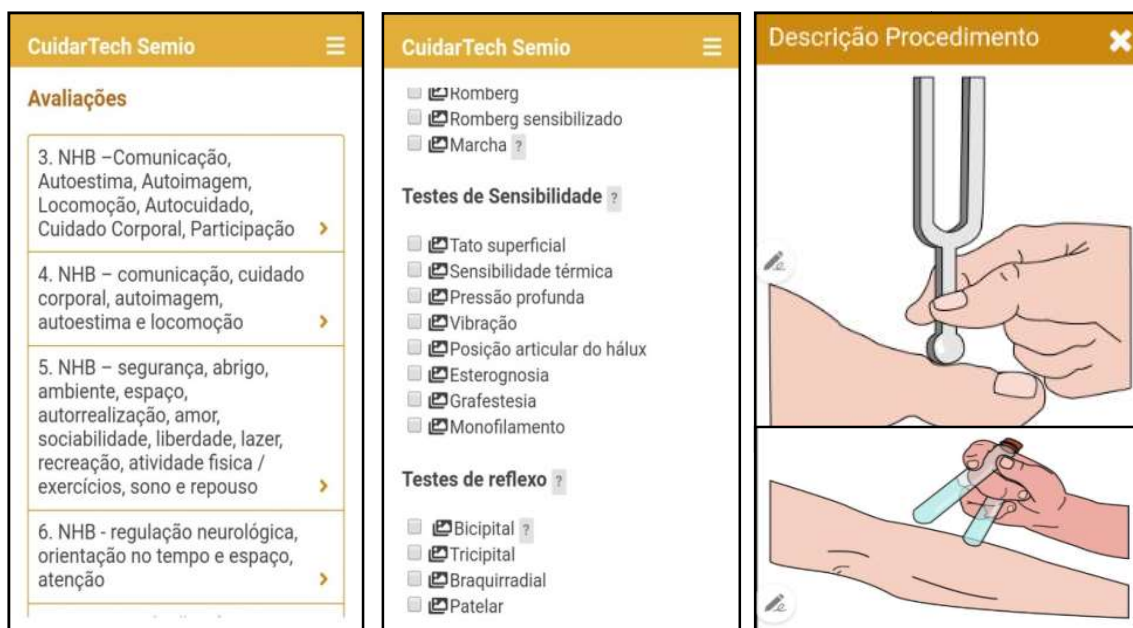 CuidarTech Semio
Avaliações
3. NHB –Comunicação,
Autoestima, Autoimagem,
Locomoção, Autocuidado,
Cuidado Corporal, Participação
4. NHB – comunicação, cuidado
corporal, autoimagem,
autoestima e locomoção
5. NHB – segurança, abrigo,
ambiente, espaço,
autorrealização, amor,
sociabilidade, liberdade, lazer,
recreação, atividade fisica /
exercícios, sono e repouso
6. NHB - regulação neurológica,
orientação no tempo e espaço,
atenção
CuidarTech Semio
Romberg
Romberg sensibilizado
Marcha ?
Testes de Sensibilidade ?
Tato superficial
Sensibilidade térmica
Pressão profunda
Vibração
Posição articular do hálux
Esterognosia
Grafestesia
Monofilamento
Testes de reflexo ?
Bicipital ?
Tricipital
Braquirradial
Patelar
Descrição Procedimento